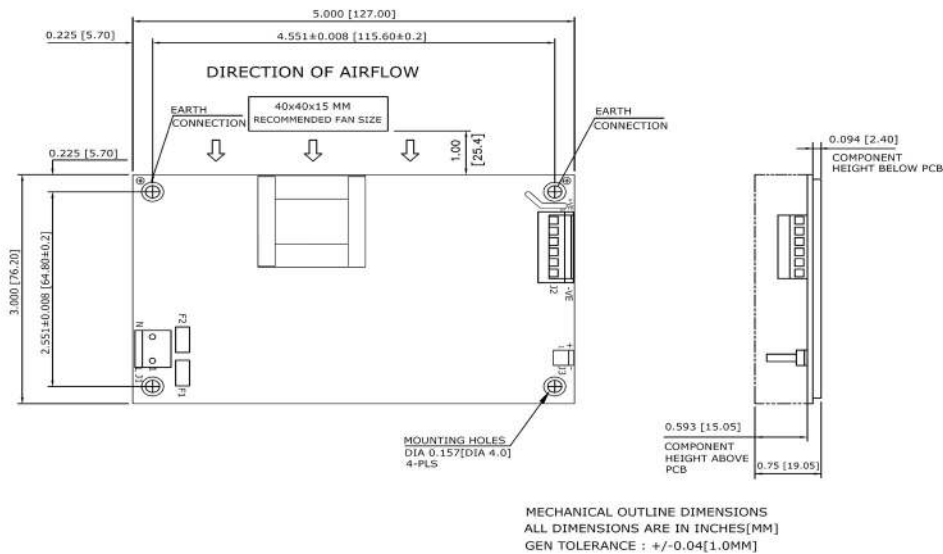 5.000 [127.00]
0.225 [5.70]
4.551±0.008 [115.60±0.2]
DIRECTION OF AIRFLOW
40x40x15 MM
RECOMMENDED FAN SIZE
EARTH
CONNECTION
EARTH
CONNECTION
1.00
[25.4]
0.225 [5.70]
0.094 [2.40]
COMPONENT
HEIGHT BELOW PCB
3.000 [76.20]
2.551±0.008 [64.80±0.2]
+VE
J2
-VE
N
F2
J1
F1
+
-
J3
MOUNTING HOLES
DIA 0.157[DIA 4.0]
4-PLS
0.593 [15.05]
COMPONENT
HEIGHT ABOVE
PCB
0.75 [19.05]
MECHANICAL OUTLINE DIMENSIONS
ALL DIMENSIONS ARE IN INCHES[MM]
GEN TOLERANCE : +/-0.04[1.0MM]